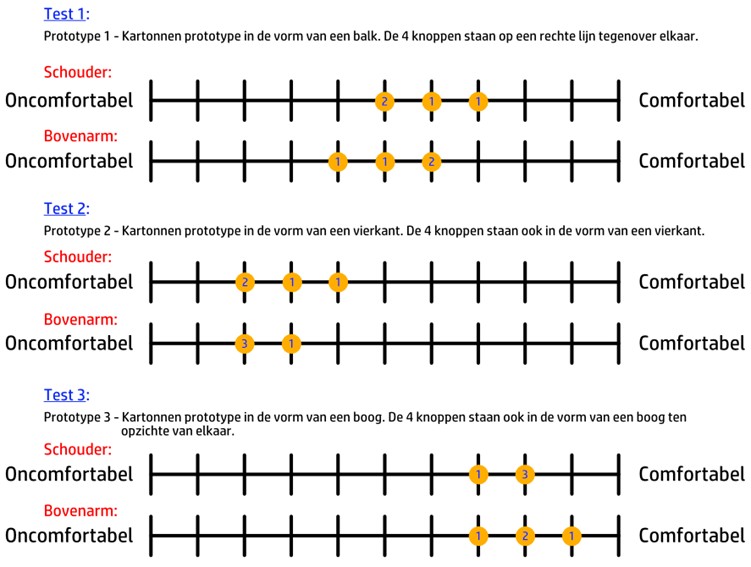 Test 1:
Prototype 1 - Kartonnen prototype in de vorm van een balk. De 4 knoppen staan op een rechte lijn tegenover elkaar.
Schouder:
Oncomfortabel 2 1 1 Comfortabel
Bovenarm:
Oncomfortabel 1 1 2 Comfortabel
Test 2:
Prototype 2 - Kartonnen prototype in de vorm van een vierkant. De 4 knoppen staan ook in de vorm van een vierkant.
Schouder:
Oncomfortabel 2 1 1 Comfortabel
Bovenarm:
Oncomfortabel 3 1 Comfortabel
Test 3:
Prototype 3 - Kartonnen prototype in de vorm van een boog. De 4 knoppen staan ook in de vorm van een boog ten
opzichte van elkaar.
Schouder:
Oncomfortabel 1 3 Comfortabel
Bovenarm:
Oncomfortabel 1 2 1 Comfortabel